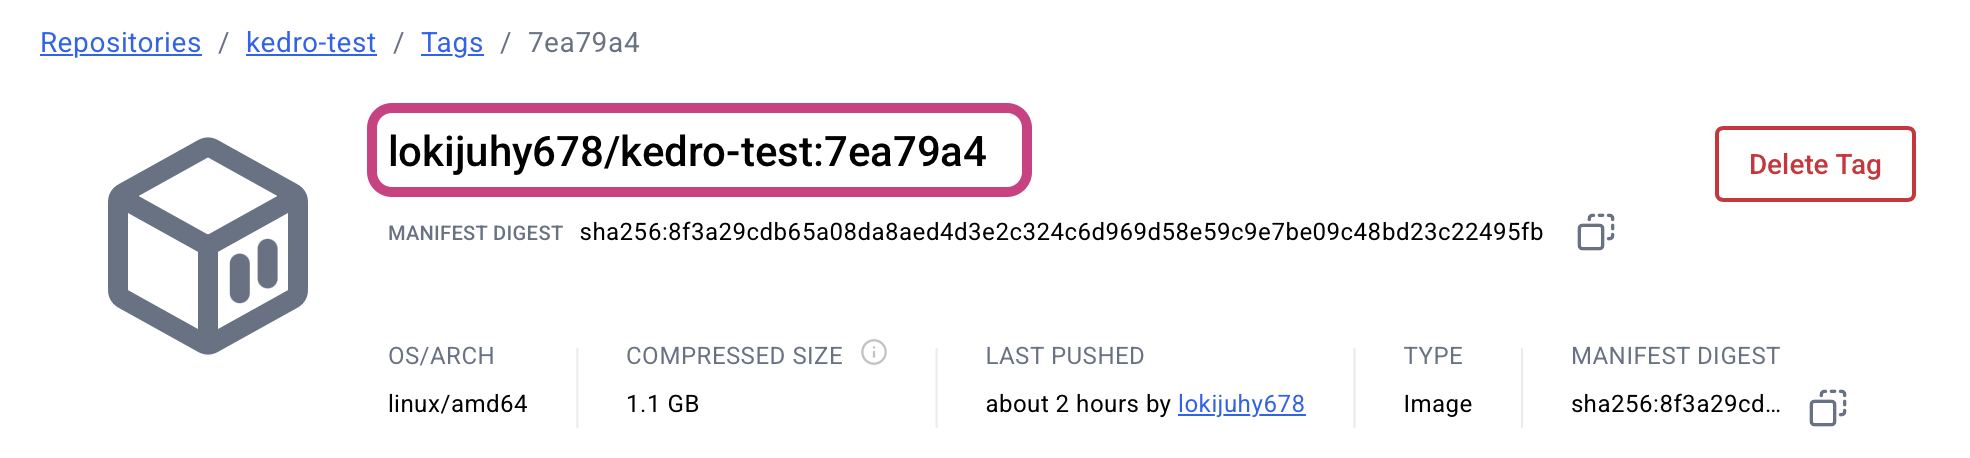 Repositories / kedro-test / Tags / 7ea79a4
lokijuhy678/kedro-test:7ea79a4
Delete Tag
MANIFEST DIGEST sha256:8f3a29cdb65a08da8aed4d3e2c324c6d969d58e59c9e7be09c48bd23c22495fb
OS/ARCH
linux/amd64
COMPRESSED SIZE
1.1 GB
LAST PUSHED
about 2 hours by lokijuhy678
TYPE
Image
MANIFEST DIGEST
sha256:8f3a29cd...